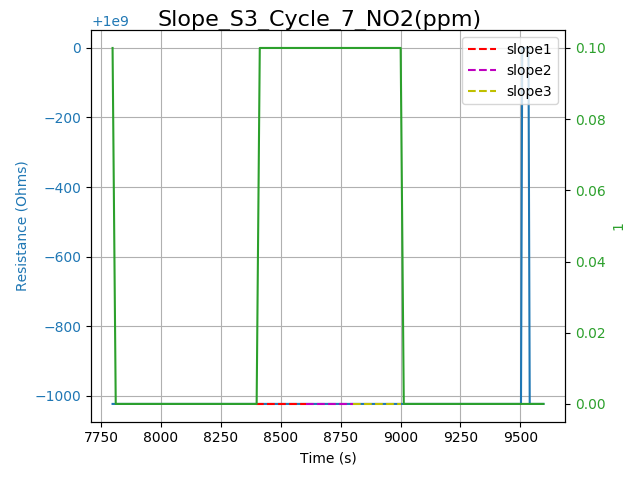 Slope_S3_Cycle_7_NO2(ppm)
+1e9
0
−200
−400
−600
−800
−1000
Resistance (Ohms)
slope1
slope2
slope3
0.10
0.08
0.06
0.04
0.02
0.00
1
7750 8000 8250 8500 8750 9000 9250 9500
Time (s)